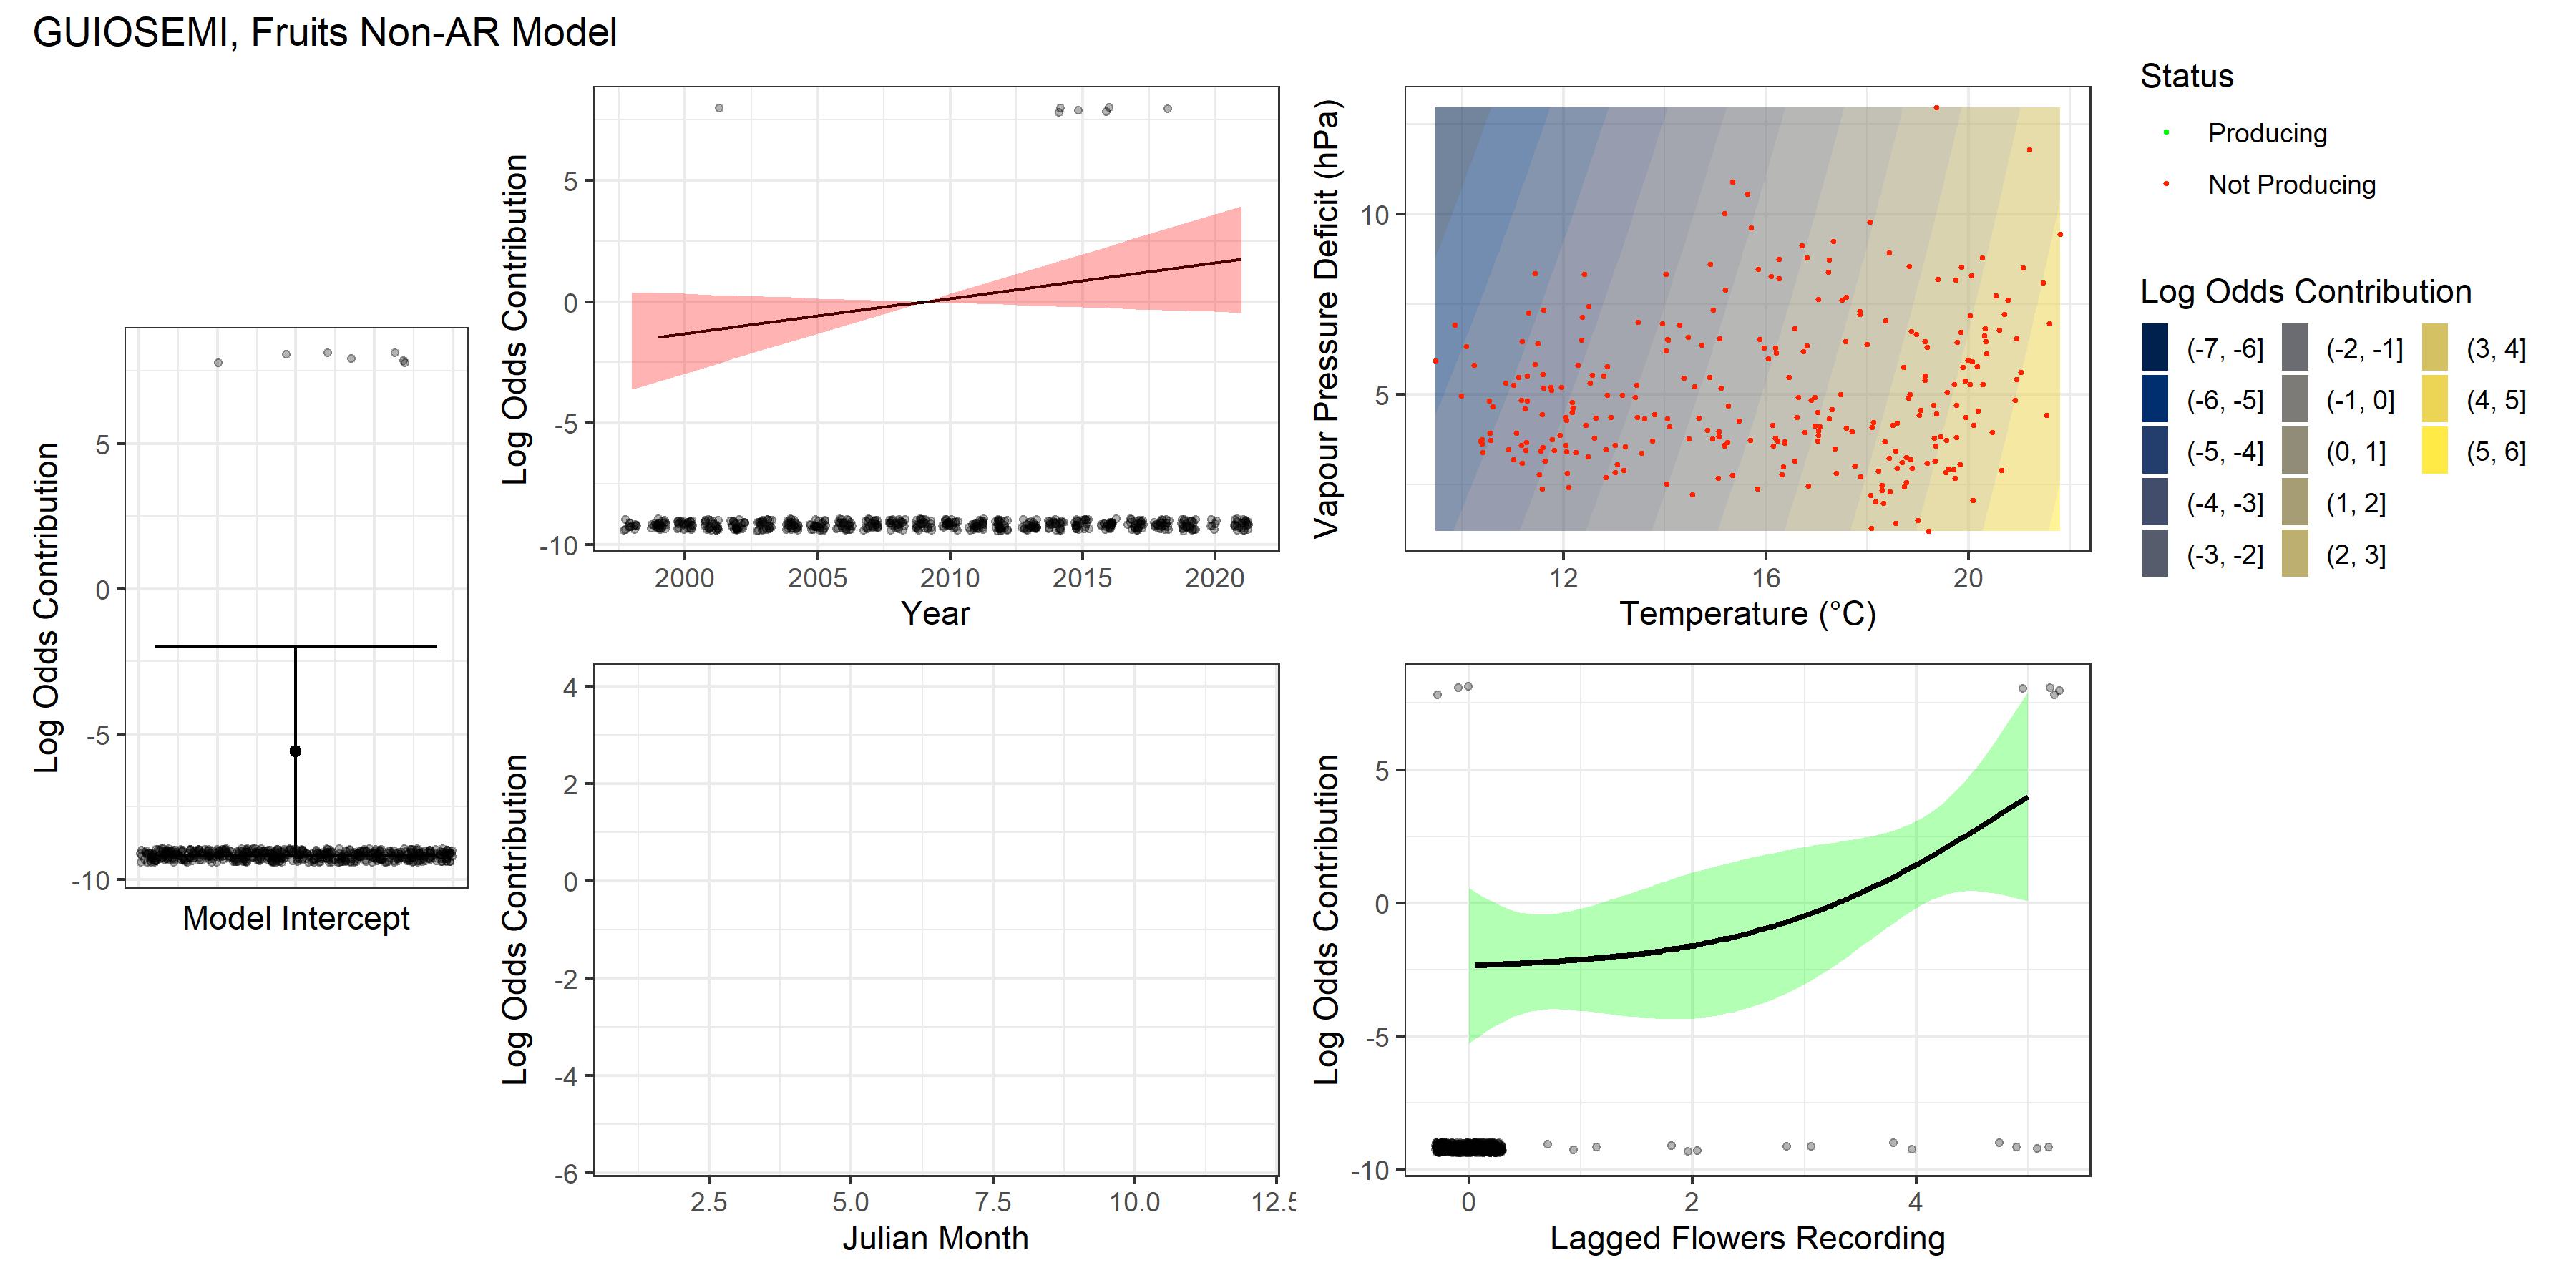 GUIOSEMI, Fruits Non-AR Model
Log Odds Contribution
5
0
-5
-10
Model Intercept
Log Odds Contribution
5
0
-5
-10
2000 2005 2010 2015 2020
Year
Vapour Pressure Deficit (hPa)
10
5
12 16 20
Temperature (°C)
Status
Producing
Not Producing
Log Odds Contribution
(-7, -6] (-2, -1] (3, 4]
(-6, -5] (-1, 0] (4, 5]
(-5, -4] (0, 1] (5, 6]
(-4, -3] (1, 2]
(-3, -2] (2, 3]
Log Odds Contribution
4
2
0
-2
-4
-6
2.5 5.0 7.5 10.0
Julian Month
Log Odds Contribution
5
0
-5
-10
0 2 4
Lagged Flowers Recording